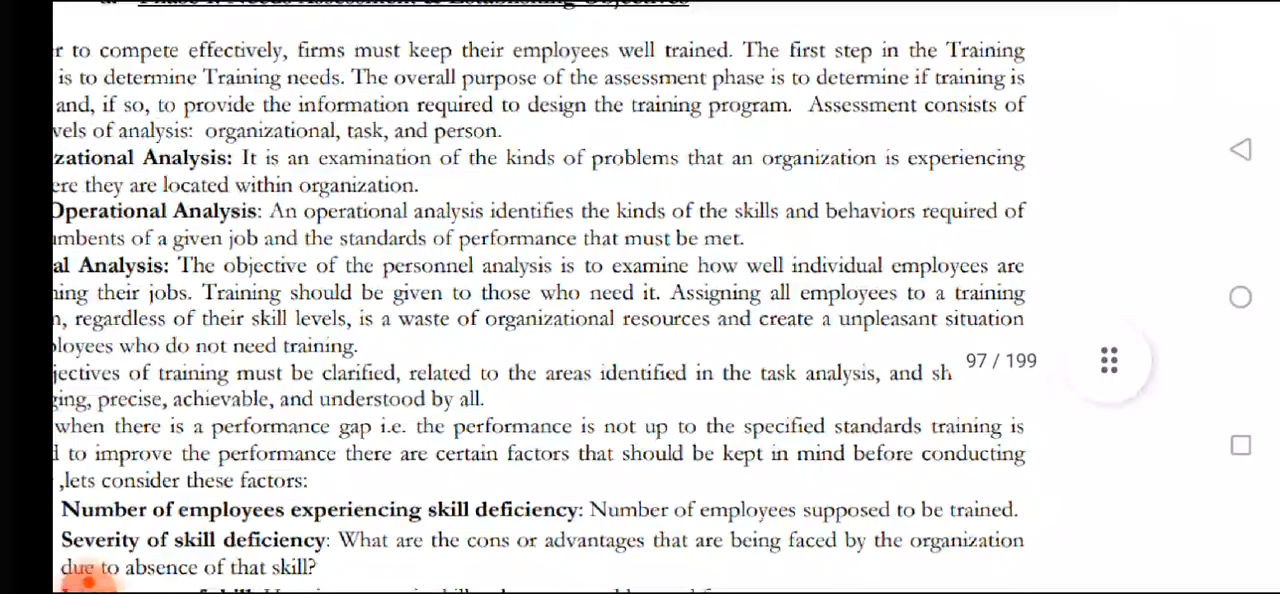 r to compete effectively, firms must keep their employees well trained. The first step in the Training
is to determine Training needs. The overall purpose of the assessment phase is to determine if training is
and, if so, to provide the information required to design the training program. Assessment consists of
vels of analysis: organizational, task, and person.
zational Analysis: It is an examination of the kinds of problems that an organization is experiencing
ere they are located within organization.
Operational Analysis: An operational analysis identifies the kinds of the skills and behaviors required of
umbents of a given job and the standards of performance that must be met.
al Analysis: The objective of the personnel analysis is to examine how well individual employees are
ning their jobs. Training should be given to those who need it. Assigning all employees to a training
n, regardless of their skill levels, is a waste of organizational resources and create a unpleasant situation
ployees who do not need training.
jectives of training must be clarified, related to the areas identified in the task analysis, and sh
97 / 199
ging, precise, achievable, and understood by all.
when there is a performance gap i.e. the performance is not up to the specified standards training is
d to improve the performance there are certain factors that should be kept in mind before conducting
,lets consider these factors:
Number of employees experiencing skill deficiency: Number of employees supposed to be trained.
Severity of skill deficiency: What are the cons or advantages that are being faced by the organization
due to absence of that skill?